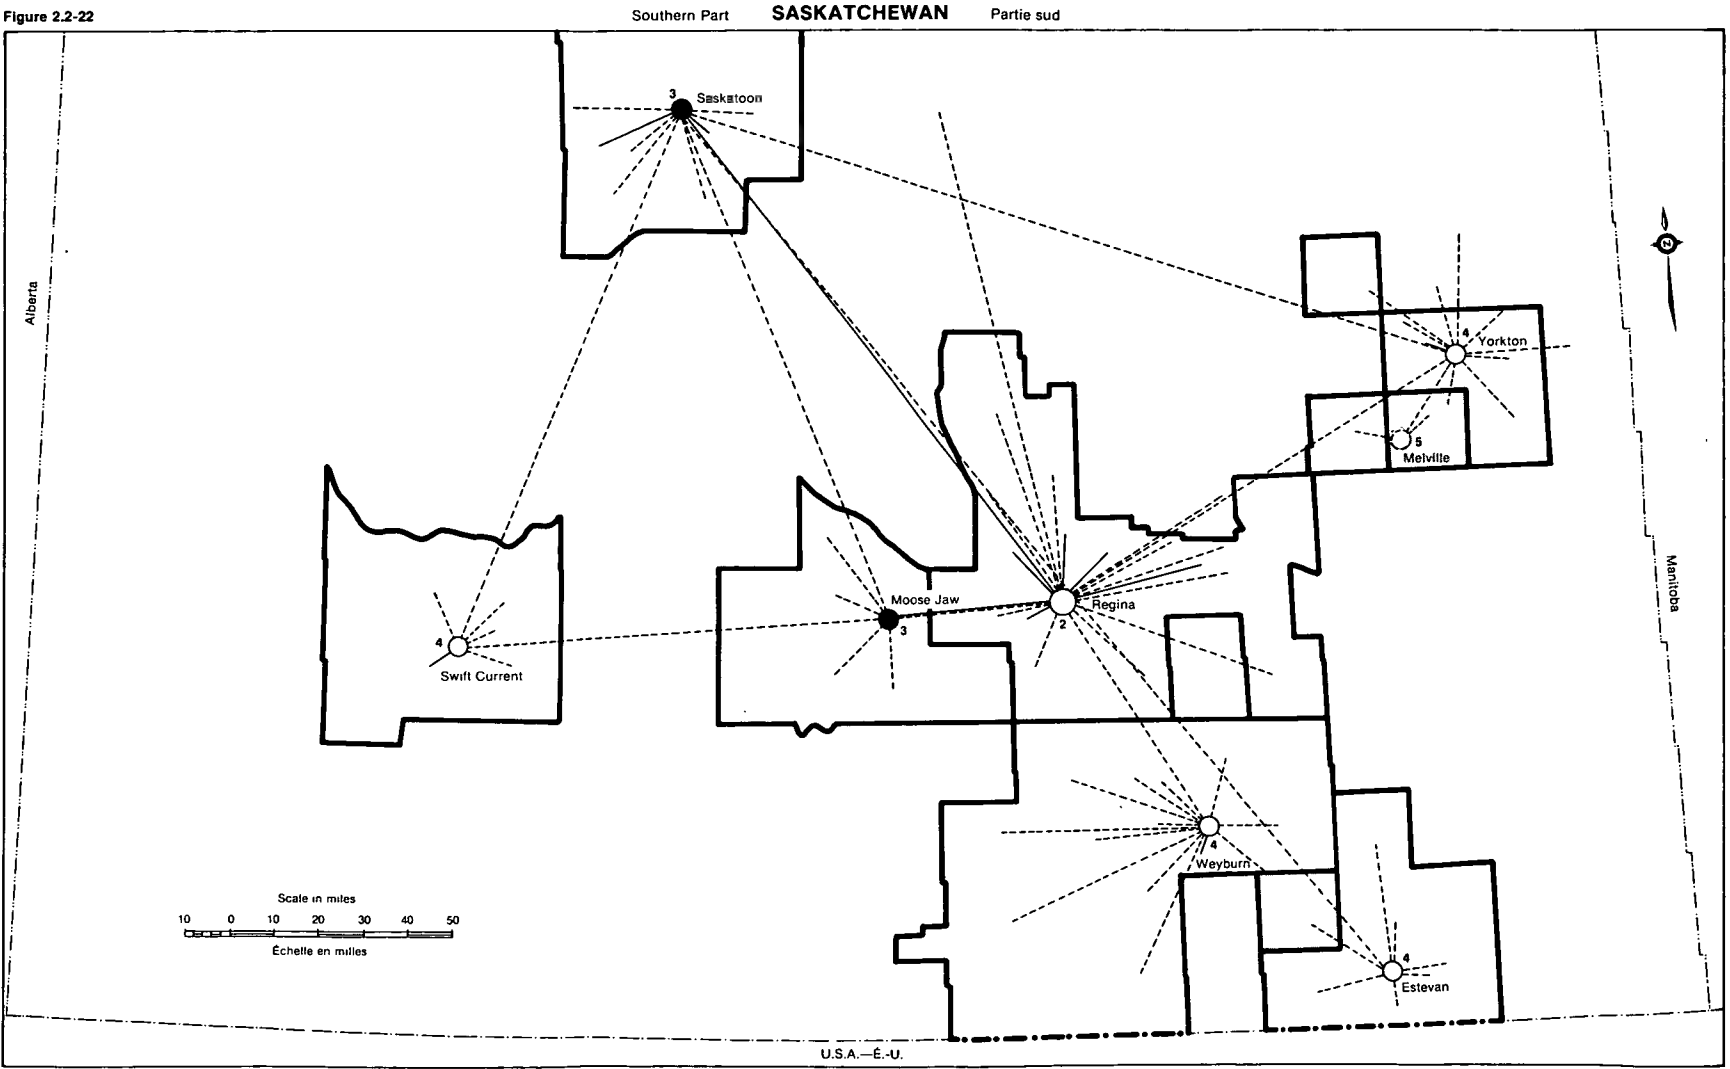 Figure 2.2-22
Southern Part SASKATCHEWAN Partie sud
3 Saskatoon
Alberta
4
Yorkton
5
Melville
Manitoba
Moose Jaw
3
Regina
2
4
Swift Current
4
Weyburn
4
Estevan
Scale in miles
10 0 10 20 30 40 50
Échelle en milles
U.S.A.—É.-U.
N